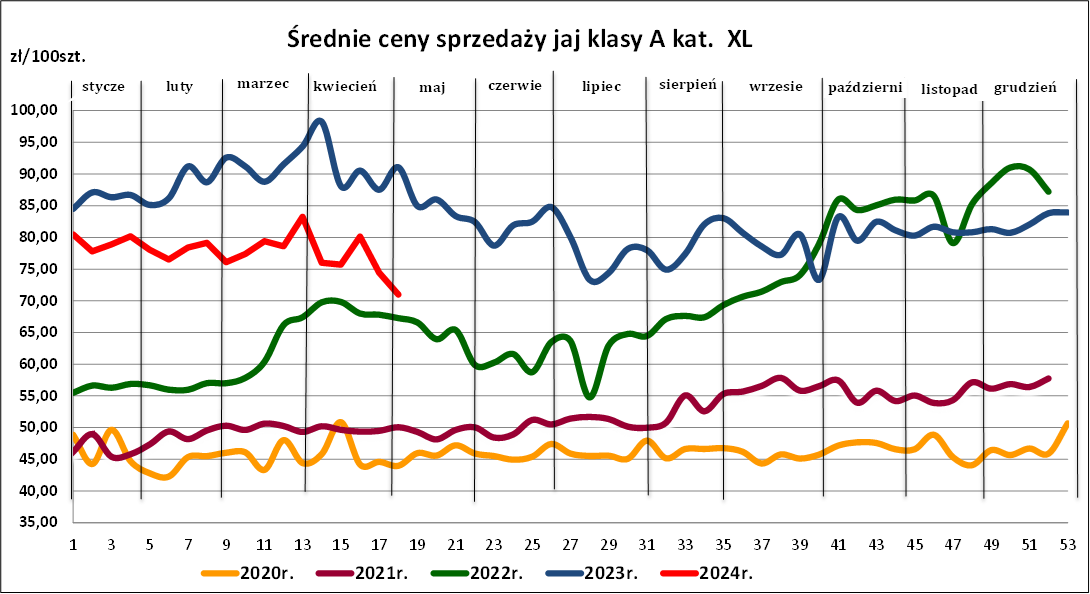 Średnie ceny sprzedaży jaj klasy A kat. XL
zł/100szt.
stycze luty marzec kwiecień maj czerwie lipiec sierpień wrzesie październi listopad grudzień
100,00
95,00
90,00
85,00
80,00
75,00
70,00
65,00
60,00
55,00
50,00
45,00
40,00
35,00
1 3 5 7 9 11 13 15 17 19 21 23 25 27 29 31 33 35 37 39 41 43 45 47 49 51 53
2020r. 2021r. 2022r. 2023r. 2024r.